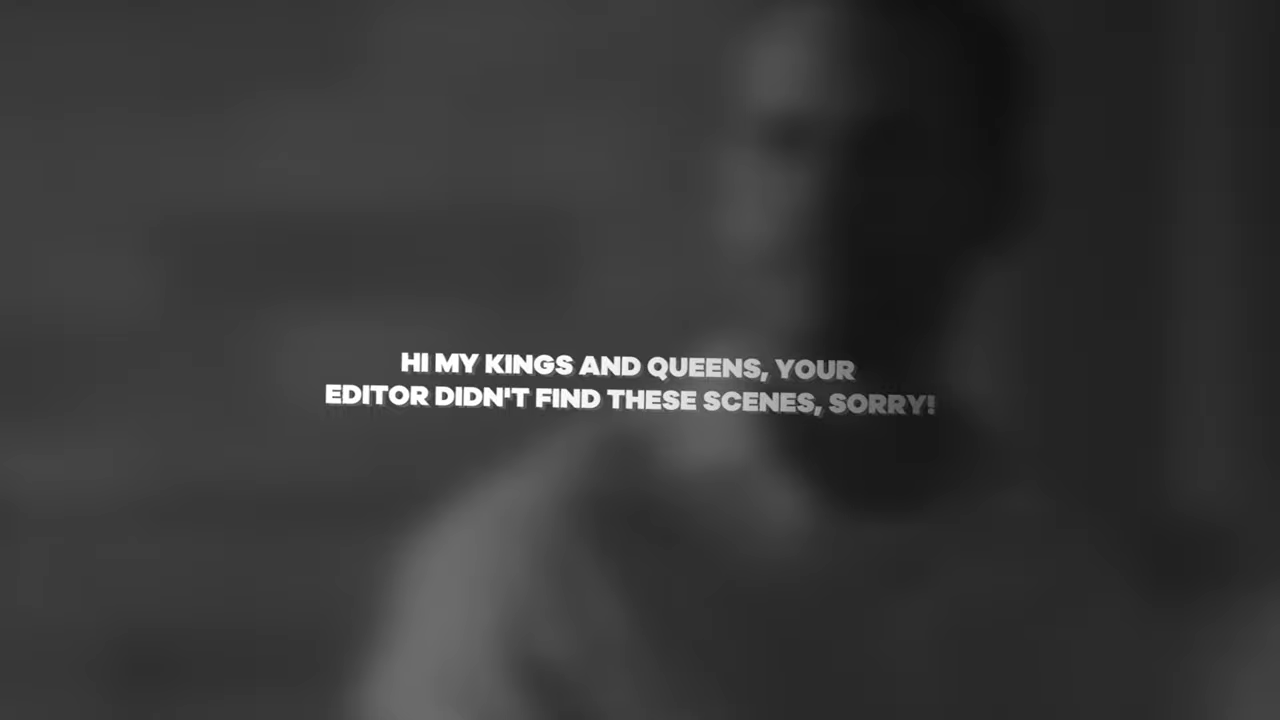 HI MY KINGS AND QUEENS, YOUR
EDITOR DIDN'T FIND THESE SCENES, SORRY!